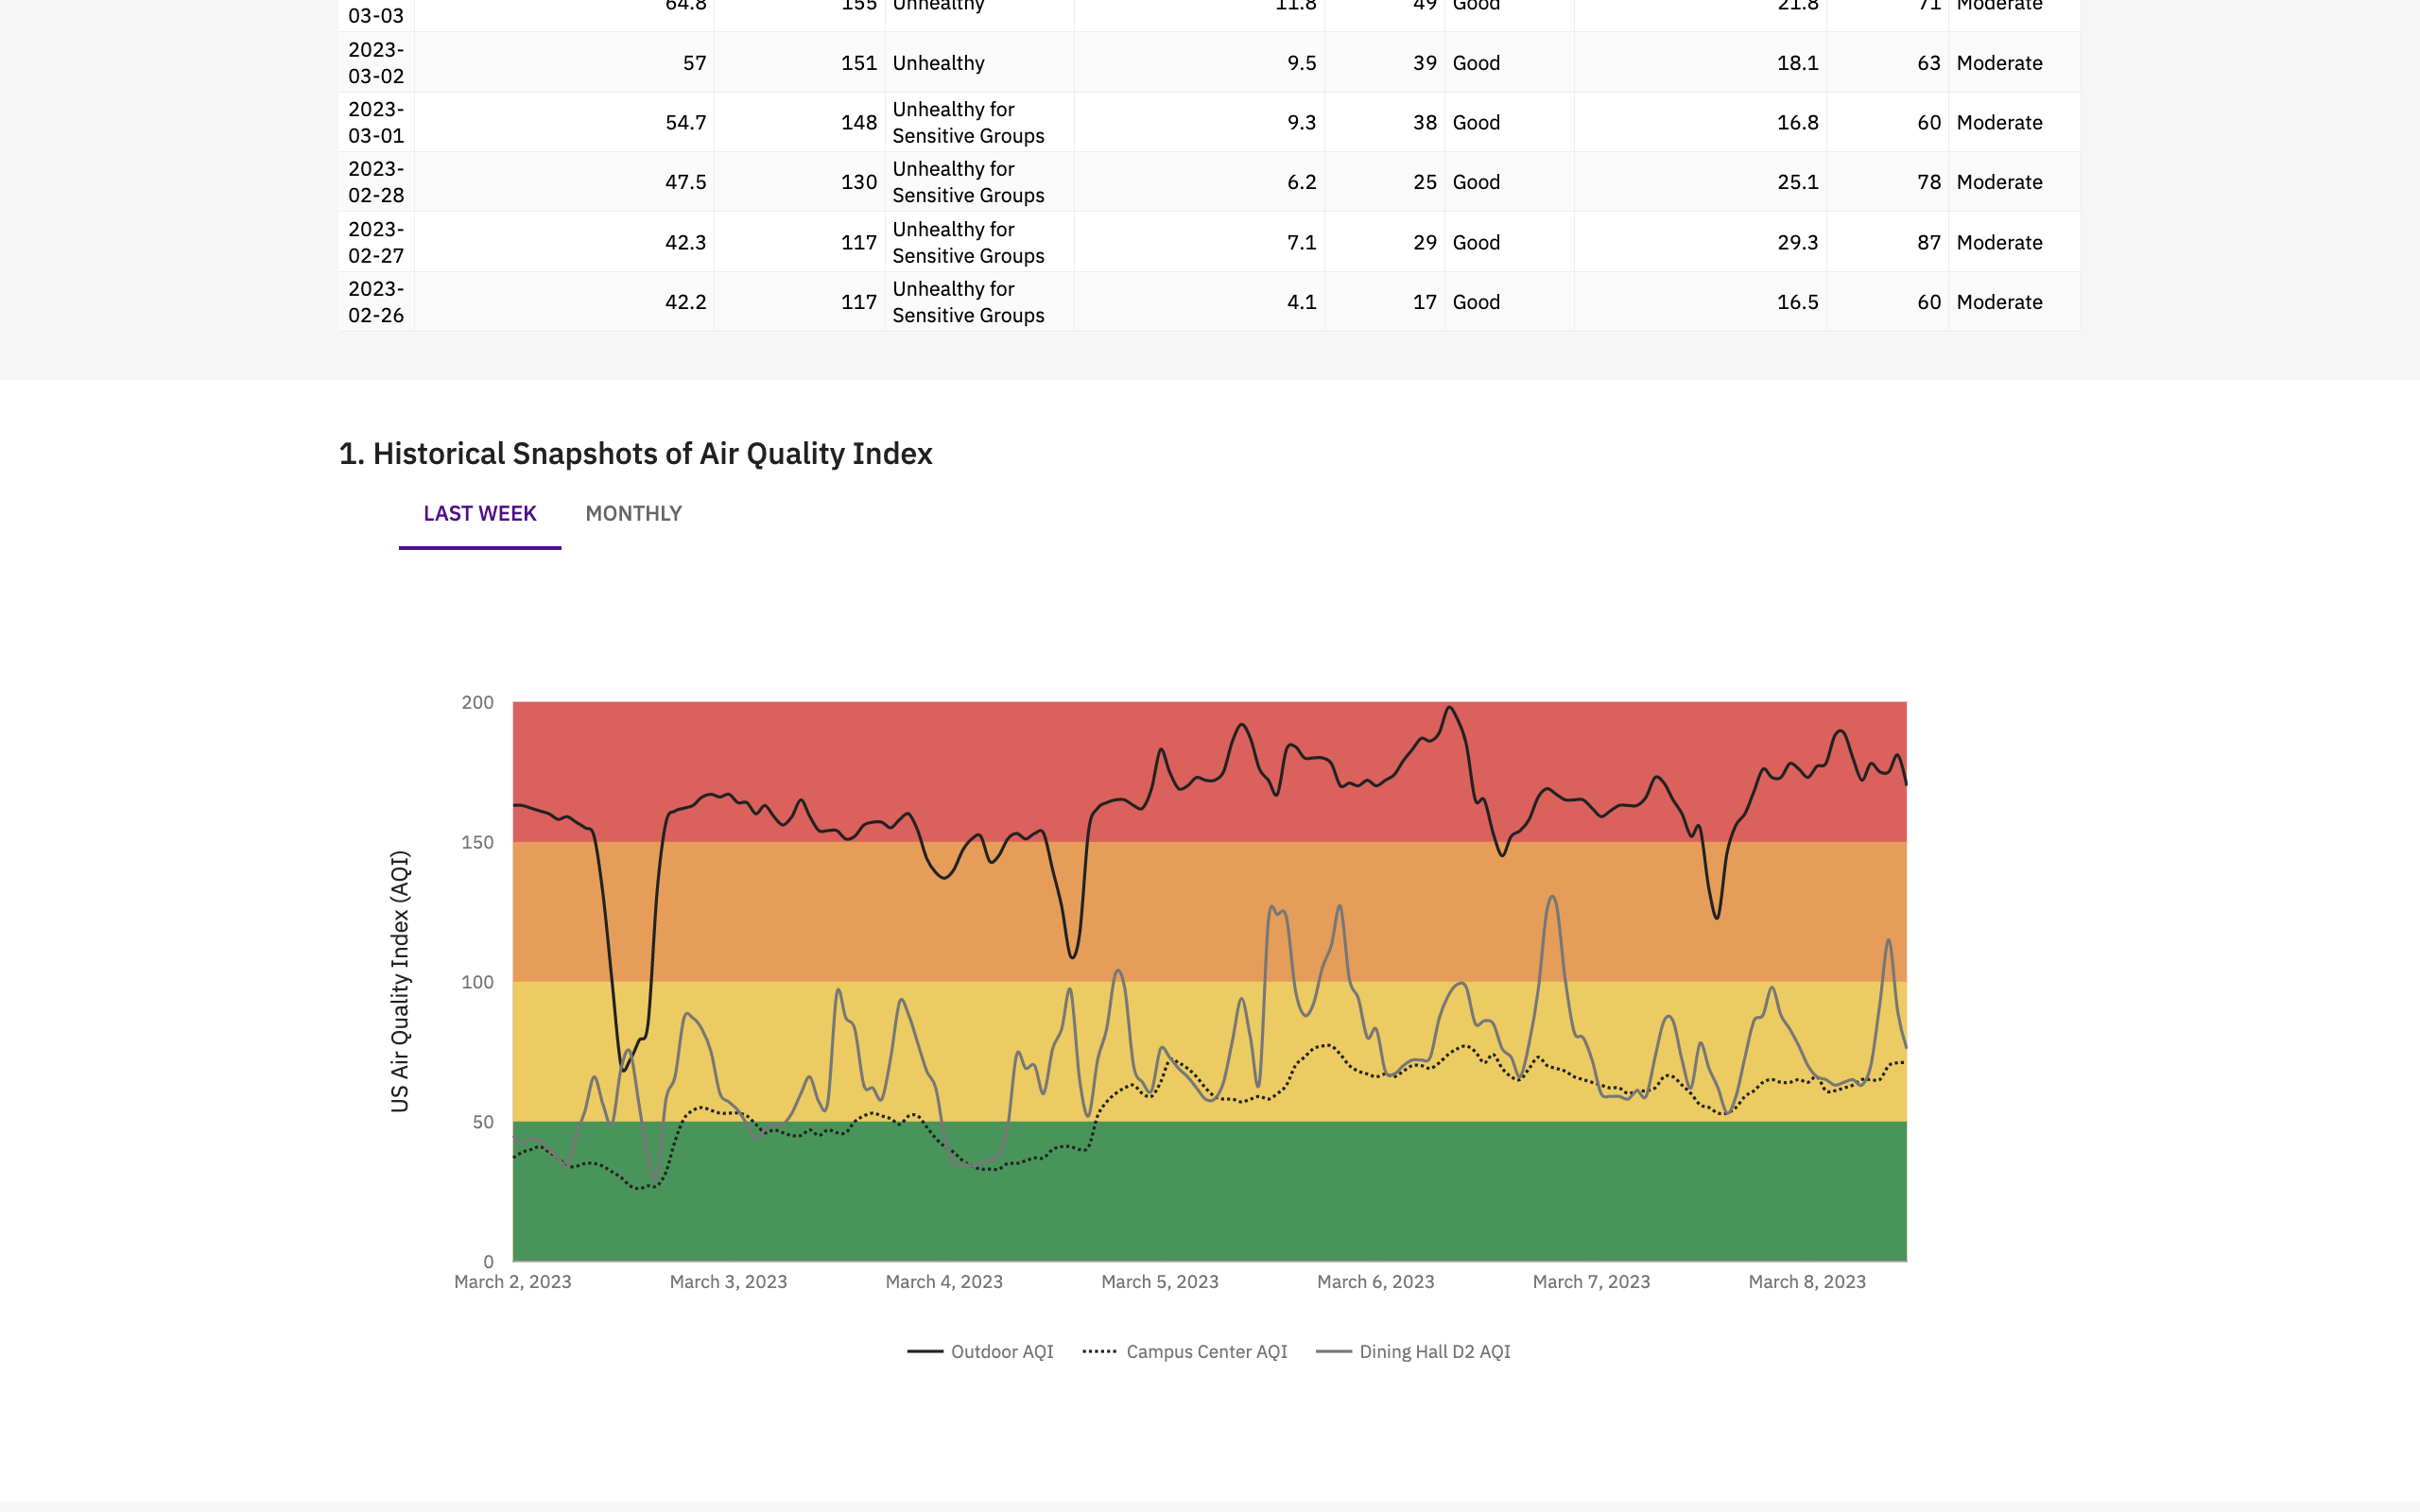 03-03 64.8 155 Unhealthy 11.8 49 Good 21.8 71 Moderate
2023-
03-02 57 151 Unhealthy 9.5 39 Good 18.1 63 Moderate
2023-
03-01 54.7 148 Unhealthy for
Sensitive Groups 9.3 38 Good 16.8 60 Moderate
2023-
02-28 47.5 130 Unhealthy for
Sensitive Groups 6.2 25 Good 25.1 78 Moderate
2023-
02-27 42.3 117 Unhealthy for
Sensitive Groups 7.1 29 Good 29.3 87 Moderate
2023-
02-26 42.2 117 Unhealthy for
Sensitive Groups 4.1 17 Good 16.5 60 Moderate
1. Historical Snapshots of Air Quality Index
LAST WEEK MONTHLY
US Air Quality Index (AQI)
200
150
100
50
0
March 2, 2023 March 3, 2023 March 4, 2023 March 5, 2023 March 6, 2023 March 7, 2023 March 8, 2023
Outdoor AQI Campus Center AQI Dining Hall D2 AQI